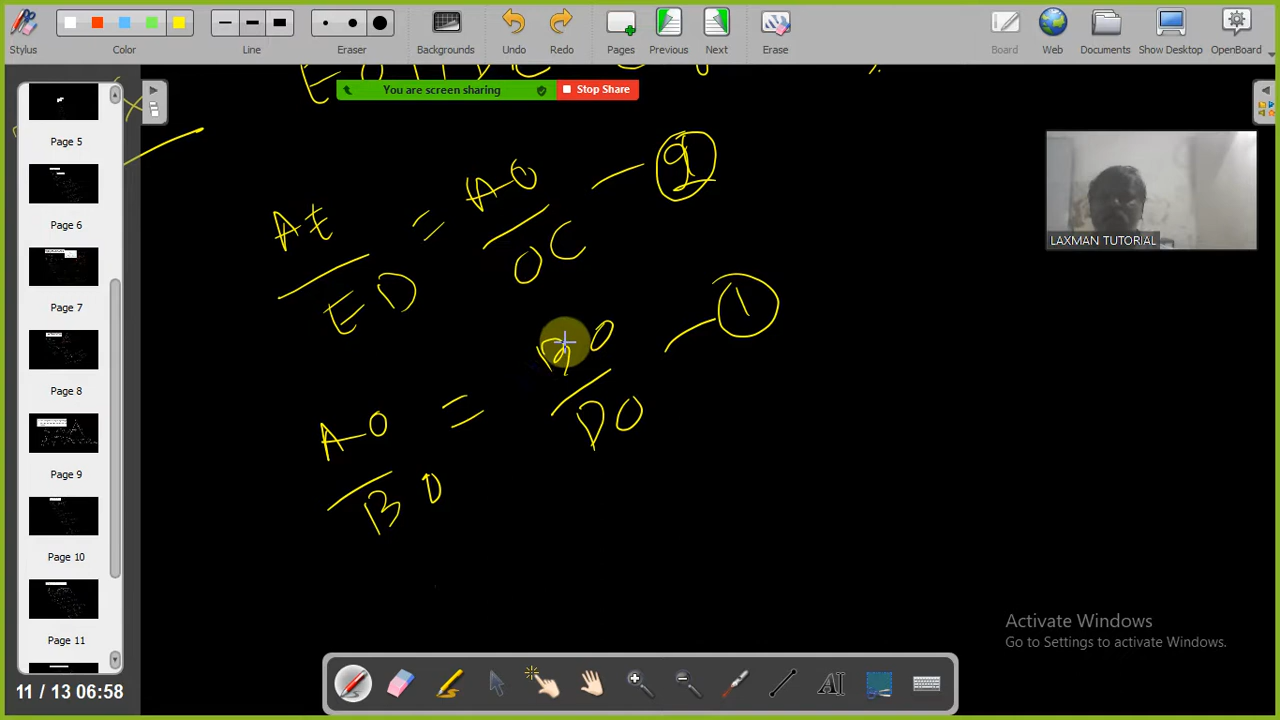 Stylus
Color
Line
Eraser
Backgrounds
Undo
Redo
Pages
Previous
Next
Erase
Board
Web
Documents
Show Desktop
OpenBoard
You are screen sharing
Stop Share
Page 5
Page 6
Page 7
Page 8
Page 9
Page 10
Page 11
AE = AO — 2
ED OC
AO = O — 1
BO DO
LAXMAN TUTORIAL
Activate Windows
Go to Settings to activate Windows.
11 / 13 06:58
AI